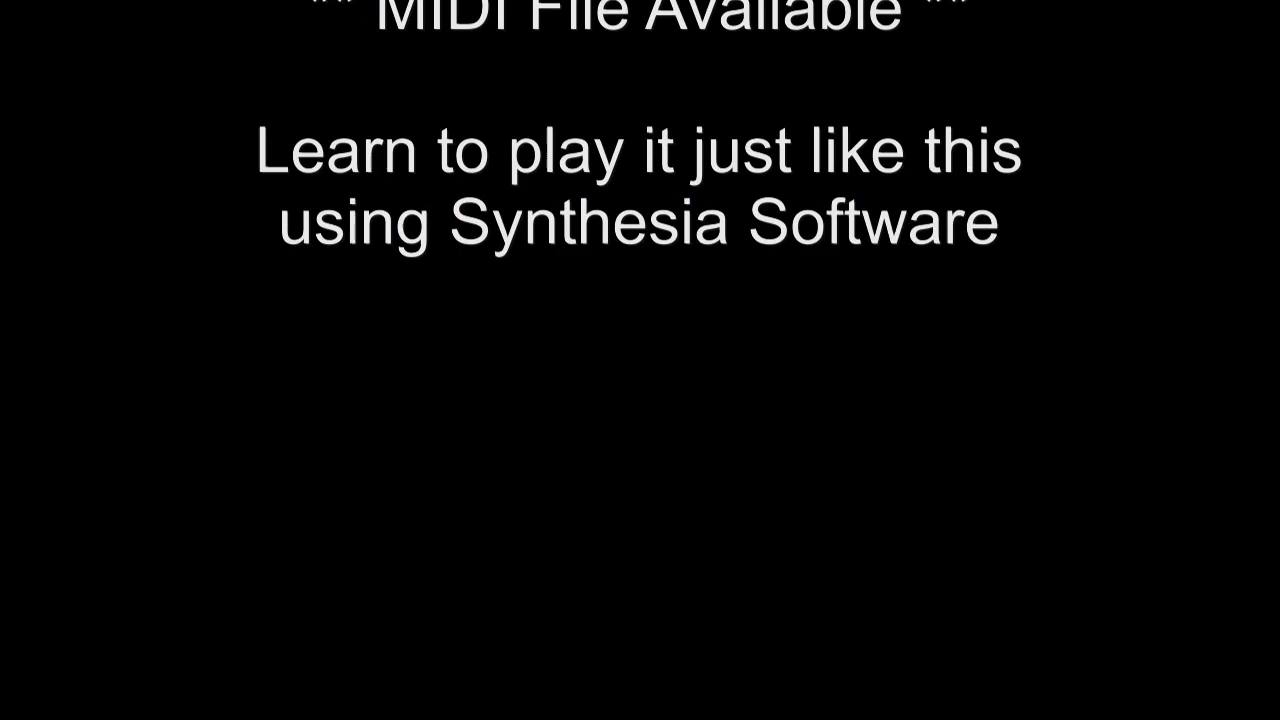 *** MIDI File Available ***
Learn to play it just like this
using Synthesia Software